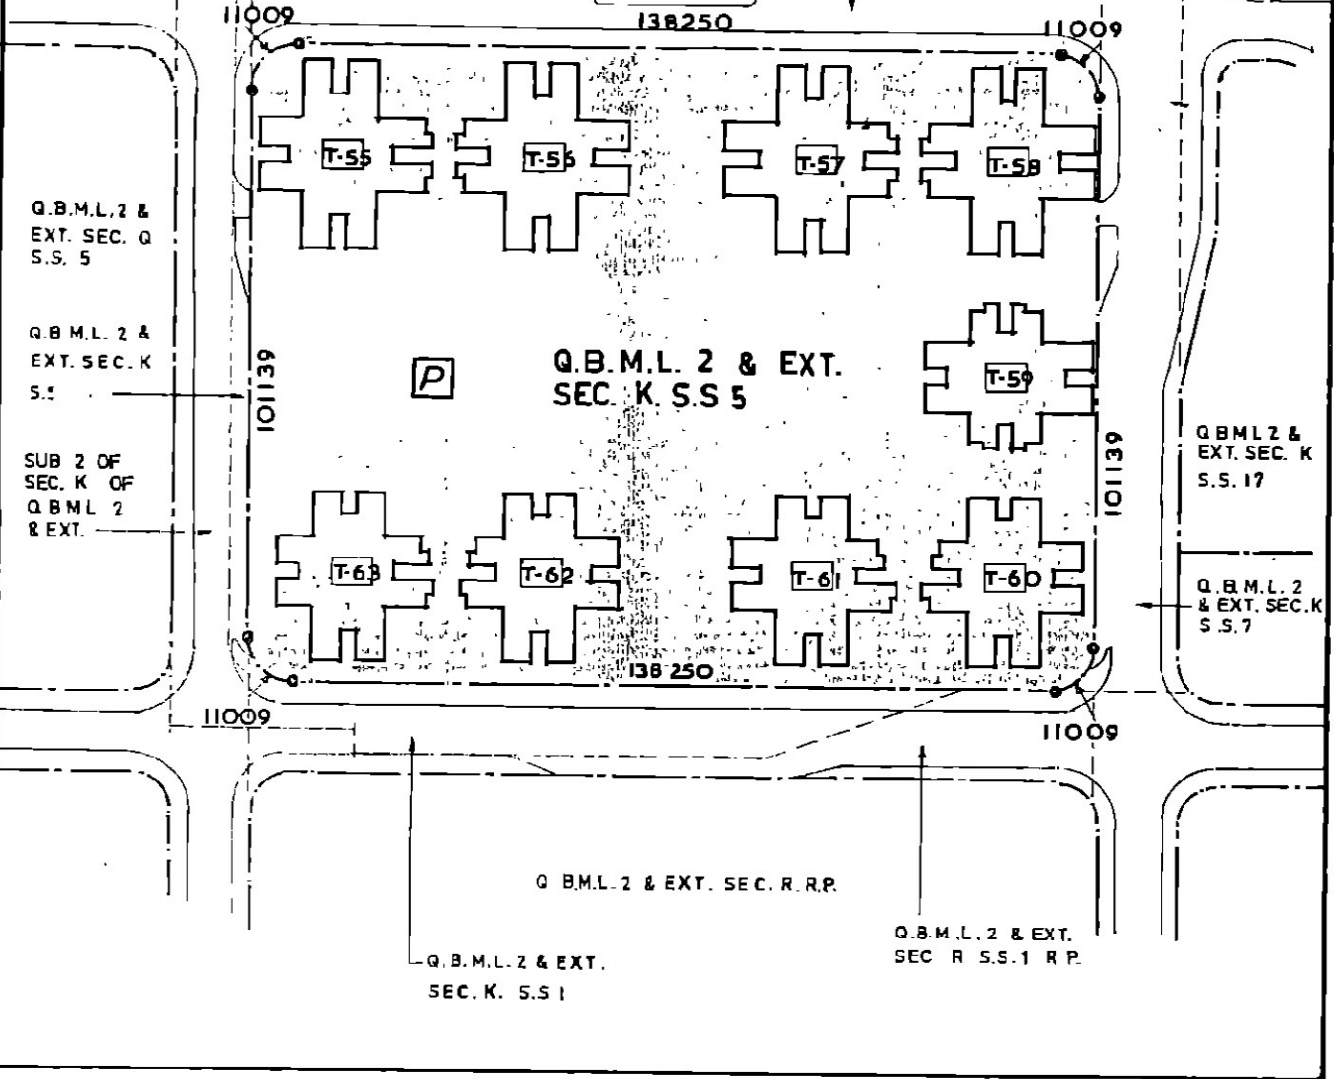 11009
138250
11009
T-55
T-56
T-57
T-58
Q.B.M.L. 2 &
EXT. SEC. Q
S.S. 5
Q.B M.L. 2 &
EXT. SEC. K
101139
P
Q.B.M.L. 2 & EXT.
SEC. K. S.S 5
T-59
SUB 2 OF
SEC. K OF
Q B M L 2
& EXT.
101139
Q B M L 2 &
EXT. SEC. K
S.S. 17
T-63
T-62
T-61
T-60
Q.B.M.L. 2
& EXT. SEC.K
S.S.7
138 250
11009
11009
Q B.M.L. 2 & EXT. SEC. R. R.P.
Q.B.M.L. 2 & EXT.
SEC. K. S.S 1
Q.B.M.L. 2 & EXT.
SEC R S.S.1 R P.